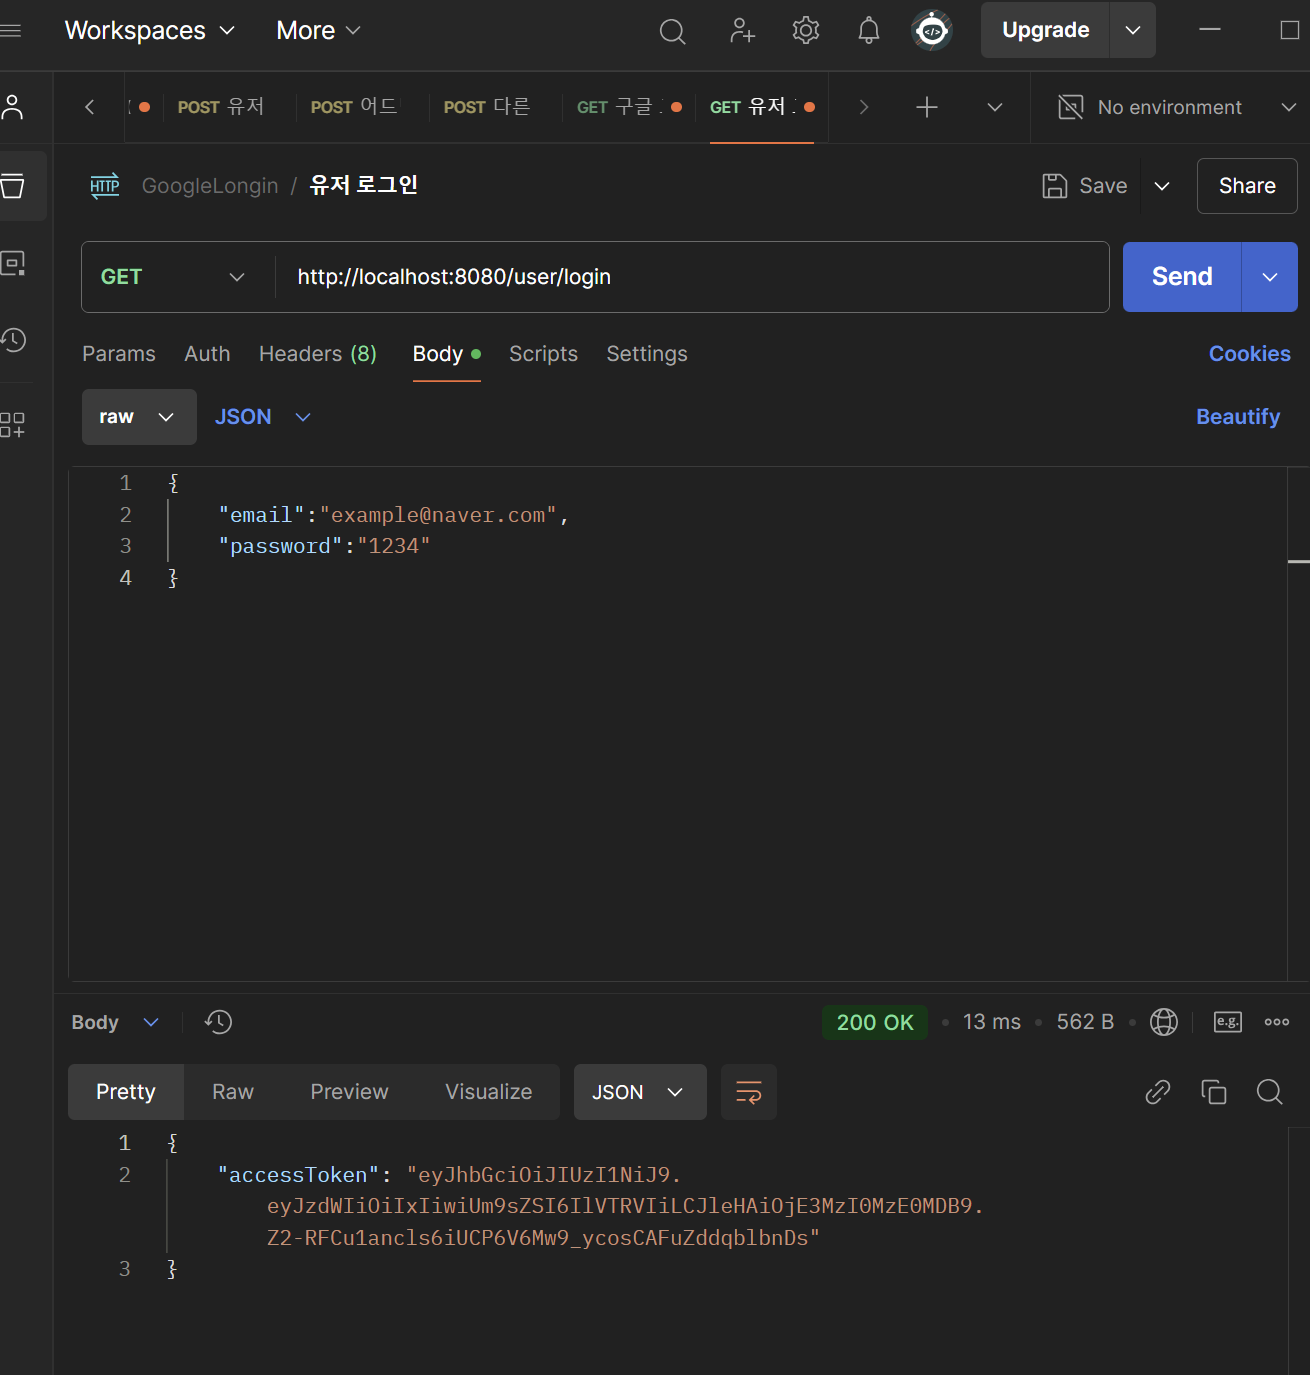 Workspaces More Upgrade
POST 유저 POST 어드 POST 다른 GET 구글 GET 유저 No environment
HTTP GoogleLongin / 유저 로그인 Save Share
GET http://localhost:8080/user/login Send
Params Auth Headers (8) Body Scripts Settings Cookies
raw JSON Beautify
1 {
2 "email":"example@naver.com",
3 "password":"1234"
4 }
Body 200 OK • 13 ms • 562 B • e.g.
Pretty Raw Preview Visualize JSON
1 {
2 "accessToken": "eyJhbGciOiJIUzI1NiJ9.
eyJzdWIiOiIxIiwiUm9sZSI6IlVTRVIiLCJleHAiOjE3MzI0MzE0MDB9.
Z2-RFCu1ancls6iUCP6V6Mw9_ycosCAFuZddqblbnDs"
3 }